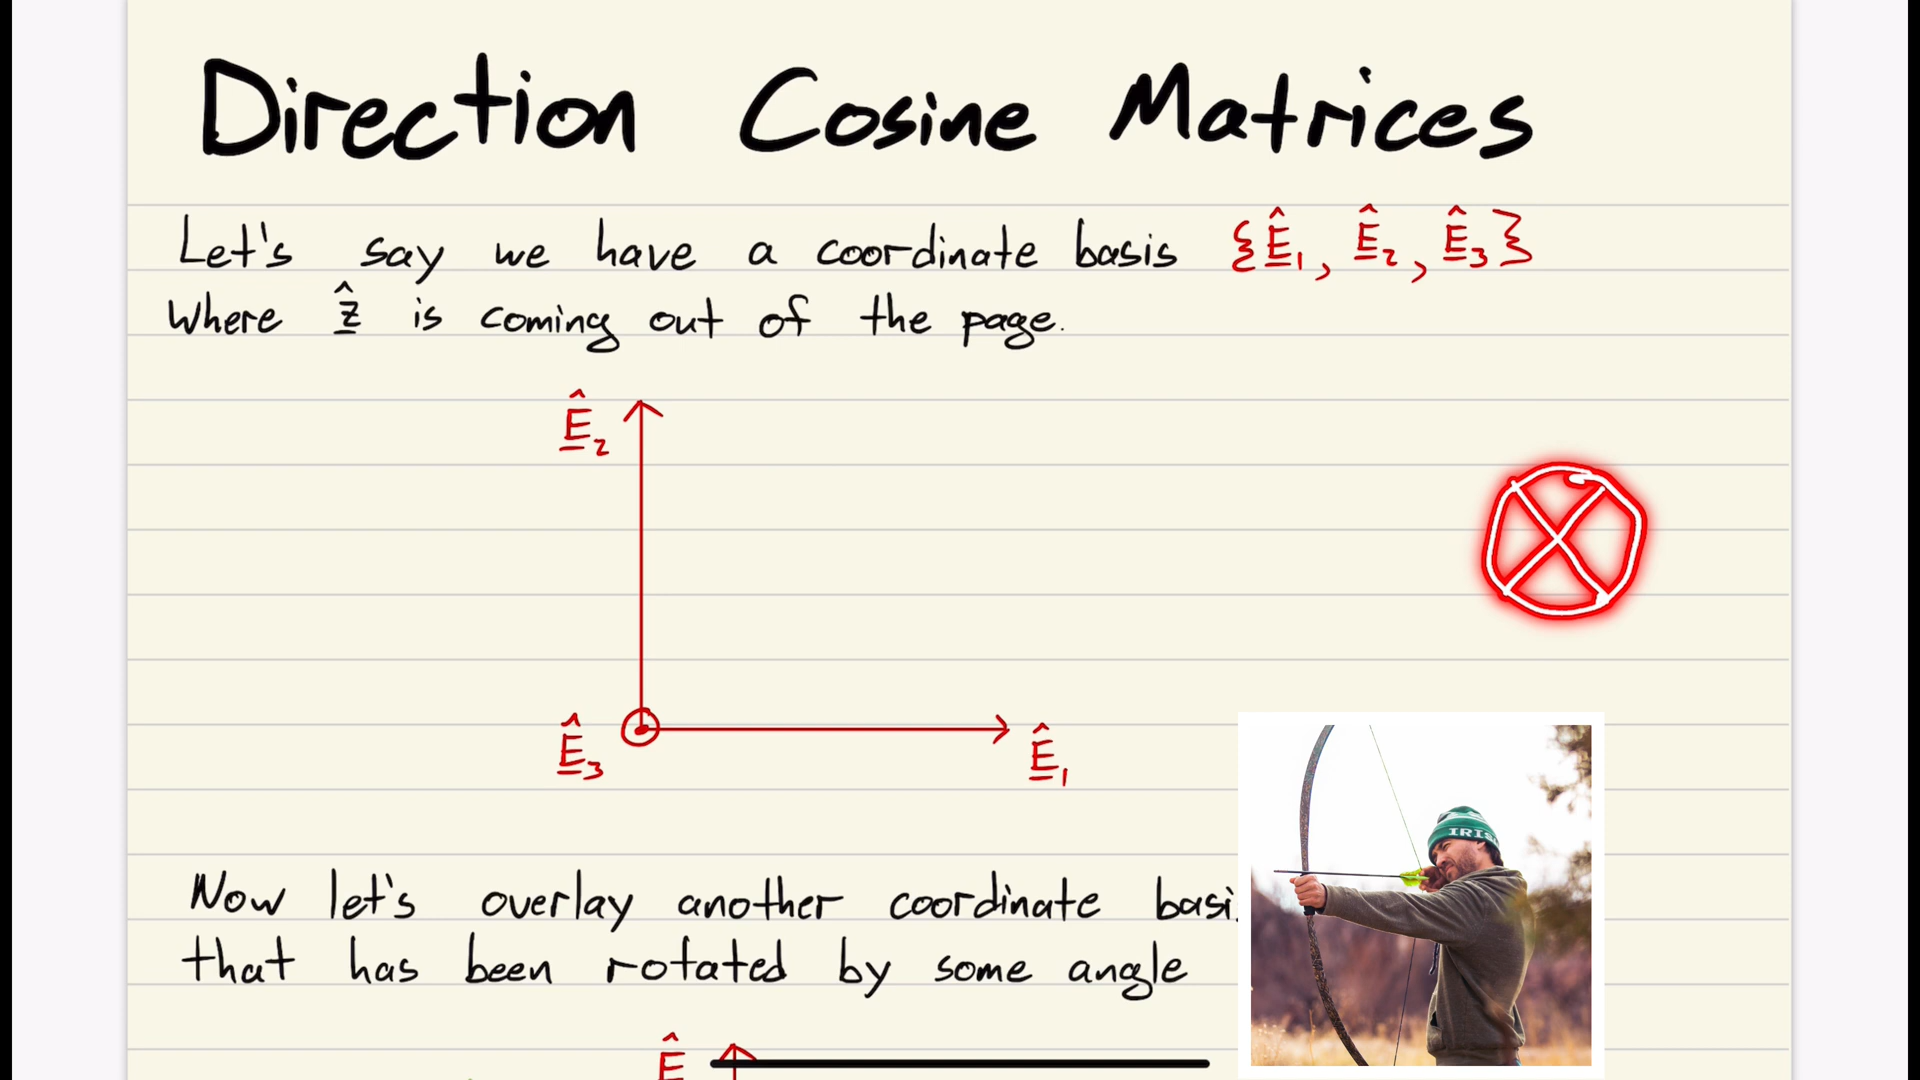 Direction Cosine Matrices
Let's say we have a coordinate basis {Ê₁, Ê₂, Ê₃}
where ẑ is coming out of the page.
Ê₂
Ê₃
Ê₁
IRIS
Now let's overlay another coordinate basi
that has been rotated by some angle
Ê